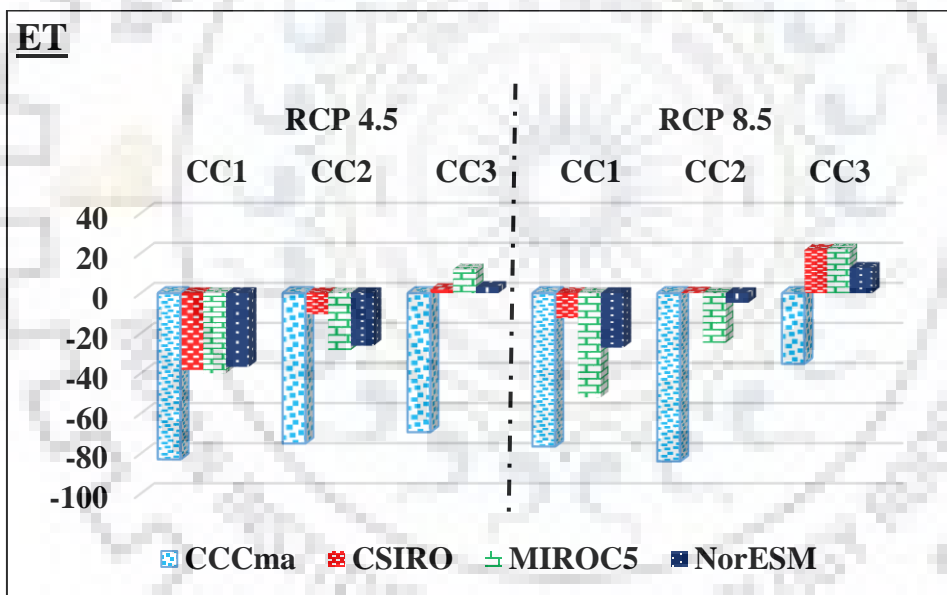 ET
RCP 4.5 RCP 8.5
CC1 CC2 CC3 CC1 CC2 CC3
40
20
0
-20
-40
-60
-80
-100
CCCma CSIRO MIROC5 NorESM